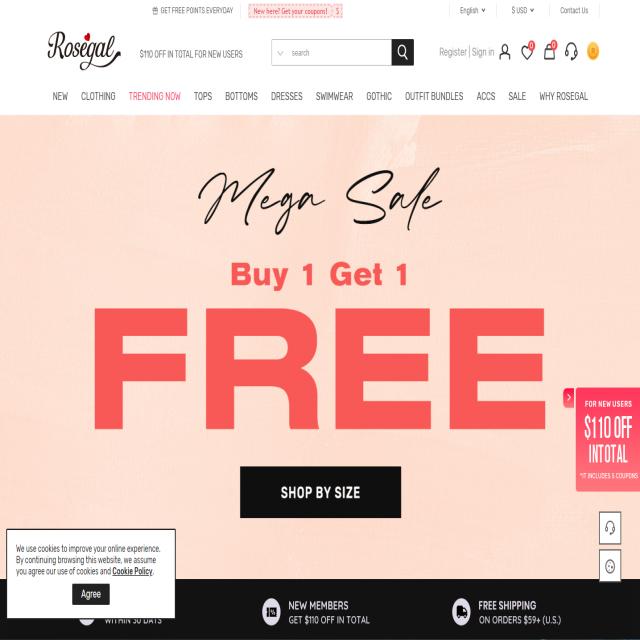 GET FREE POINTS EVERYDAY
New here? Get your coupons!
English
$ USD
Contact Us
Rosegal
$110 OFF IN TOTAL FOR NEW USERS
search
Register | Sign in
0
0
NEW CLOTHING TRENDING NOW TOPS BOTTOMS DRESSES SWIMWEAR GOTHIC OUTFIT BUNDLES ACCS SALE WHY ROSEGAL
Mega Sale
Buy 1 Get 1
FREE
SHOP BY SIZE
FOR NEW USERS
$110 OFF
IN TOTAL
*IT INCLUDES 5 COUPONS
We use cookies to improve your online experience.
By continuing browsing this website, we assume
you agree our use of cookies and Cookie Policy.
Agree
WITHIN 30 DAYS
NEW MEMBERS
GET $110 OFF IN TOTAL
FREE SHIPPING
ON ORDERS $59+ (U.S.)